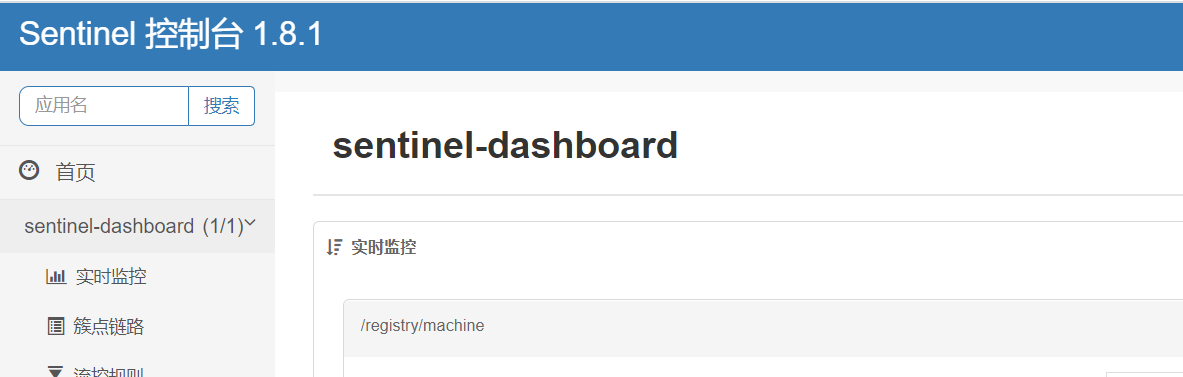 Sentinel 控制台 1.8.1
应用名 搜索
首页
sentinel-dashboard (1/1)
实时监控
簇点链路
流控规则
sentinel-dashboard
实时监控
/registry/machine